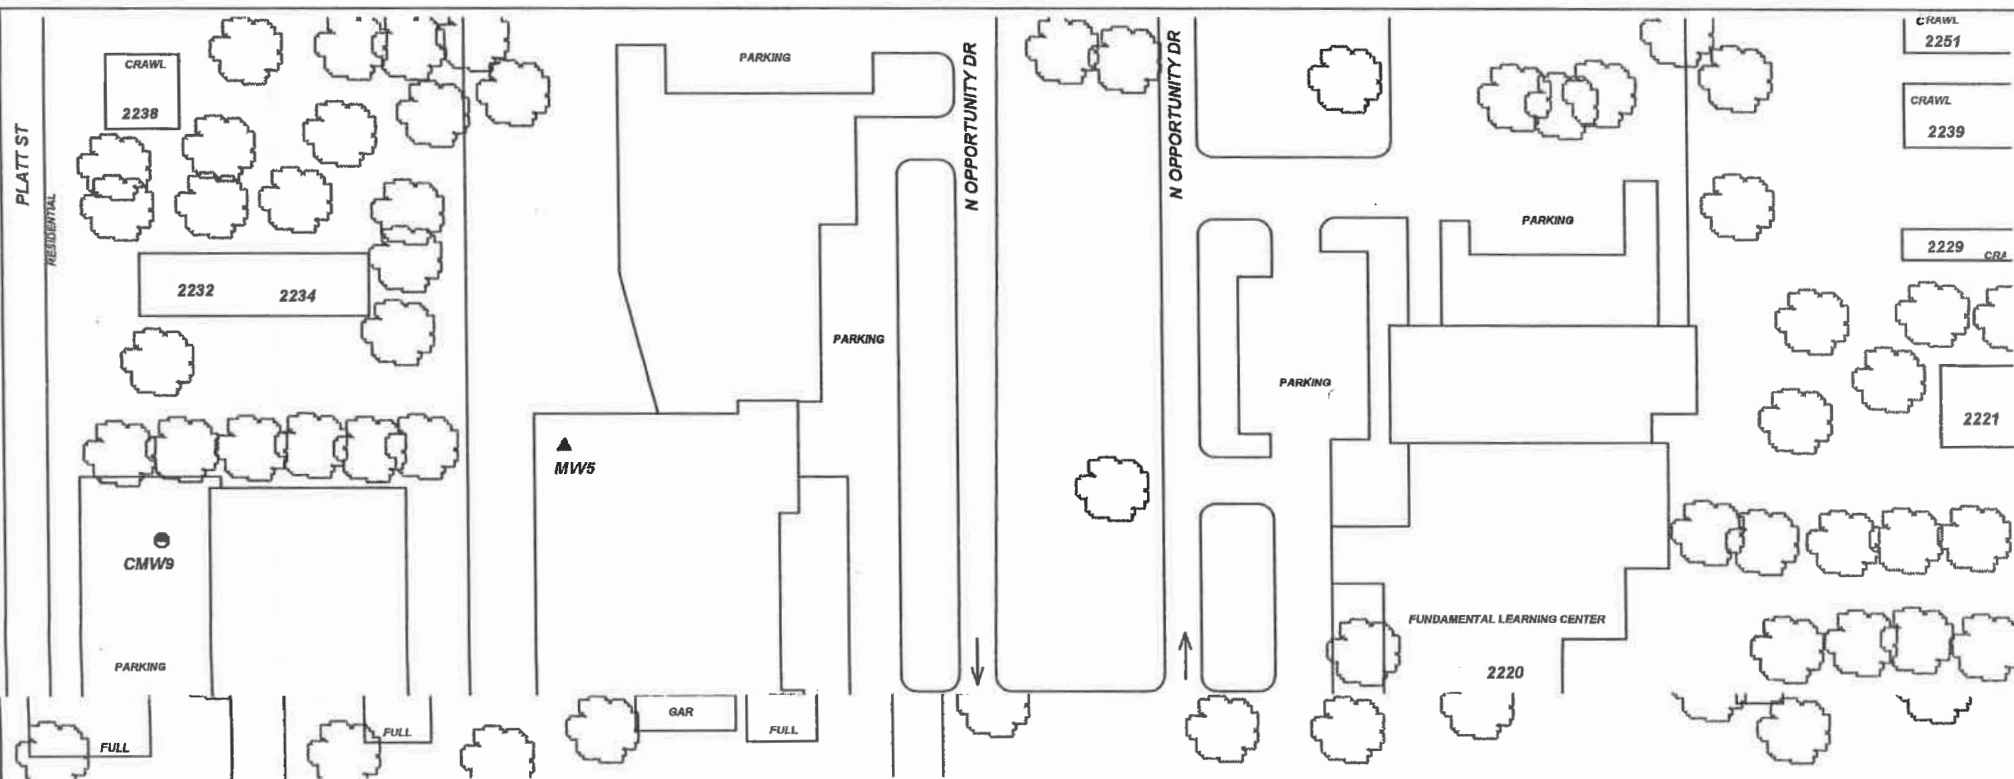 CRAWL
2238
PLATT ST
RESIDENTIAL
2232
2234
CMW9
PARKING
FULL
FULL
MW5
PARKING
PARKING
N OPPORTUNITY DR
N OPPORTUNITY DR
GAR
FULL
PARKING
PARKING
FUNDAMENTAL LEARNING CENTER
2220
CRAWL
2251
CRAWL
2239
2229
CRA
2221